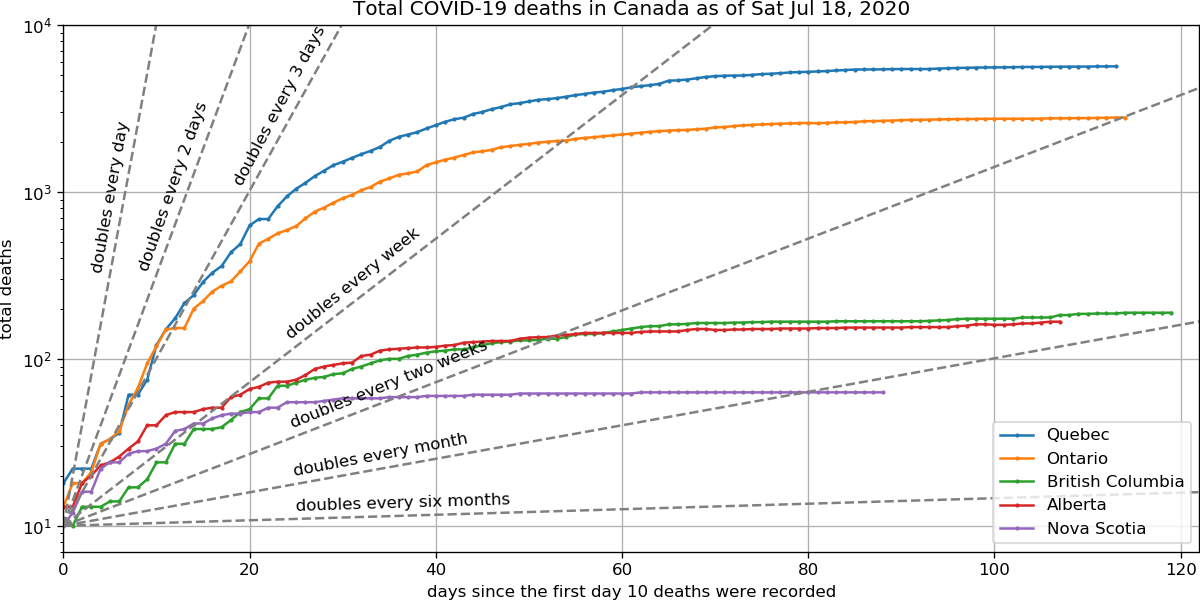 Total COVID-19 deaths in Canada as of Sat Jul 18, 2020
10⁴
10³
10²
10¹
total deaths
doubles every day
doubles every 2 days
doubles every 3 days
doubles every week
doubles every two weeks
doubles every month
doubles every six months
Quebec
Ontario
British Columbia
Alberta
Nova Scotia
0 20 40 60 80 100 120
days since the first day 10 deaths were recorded